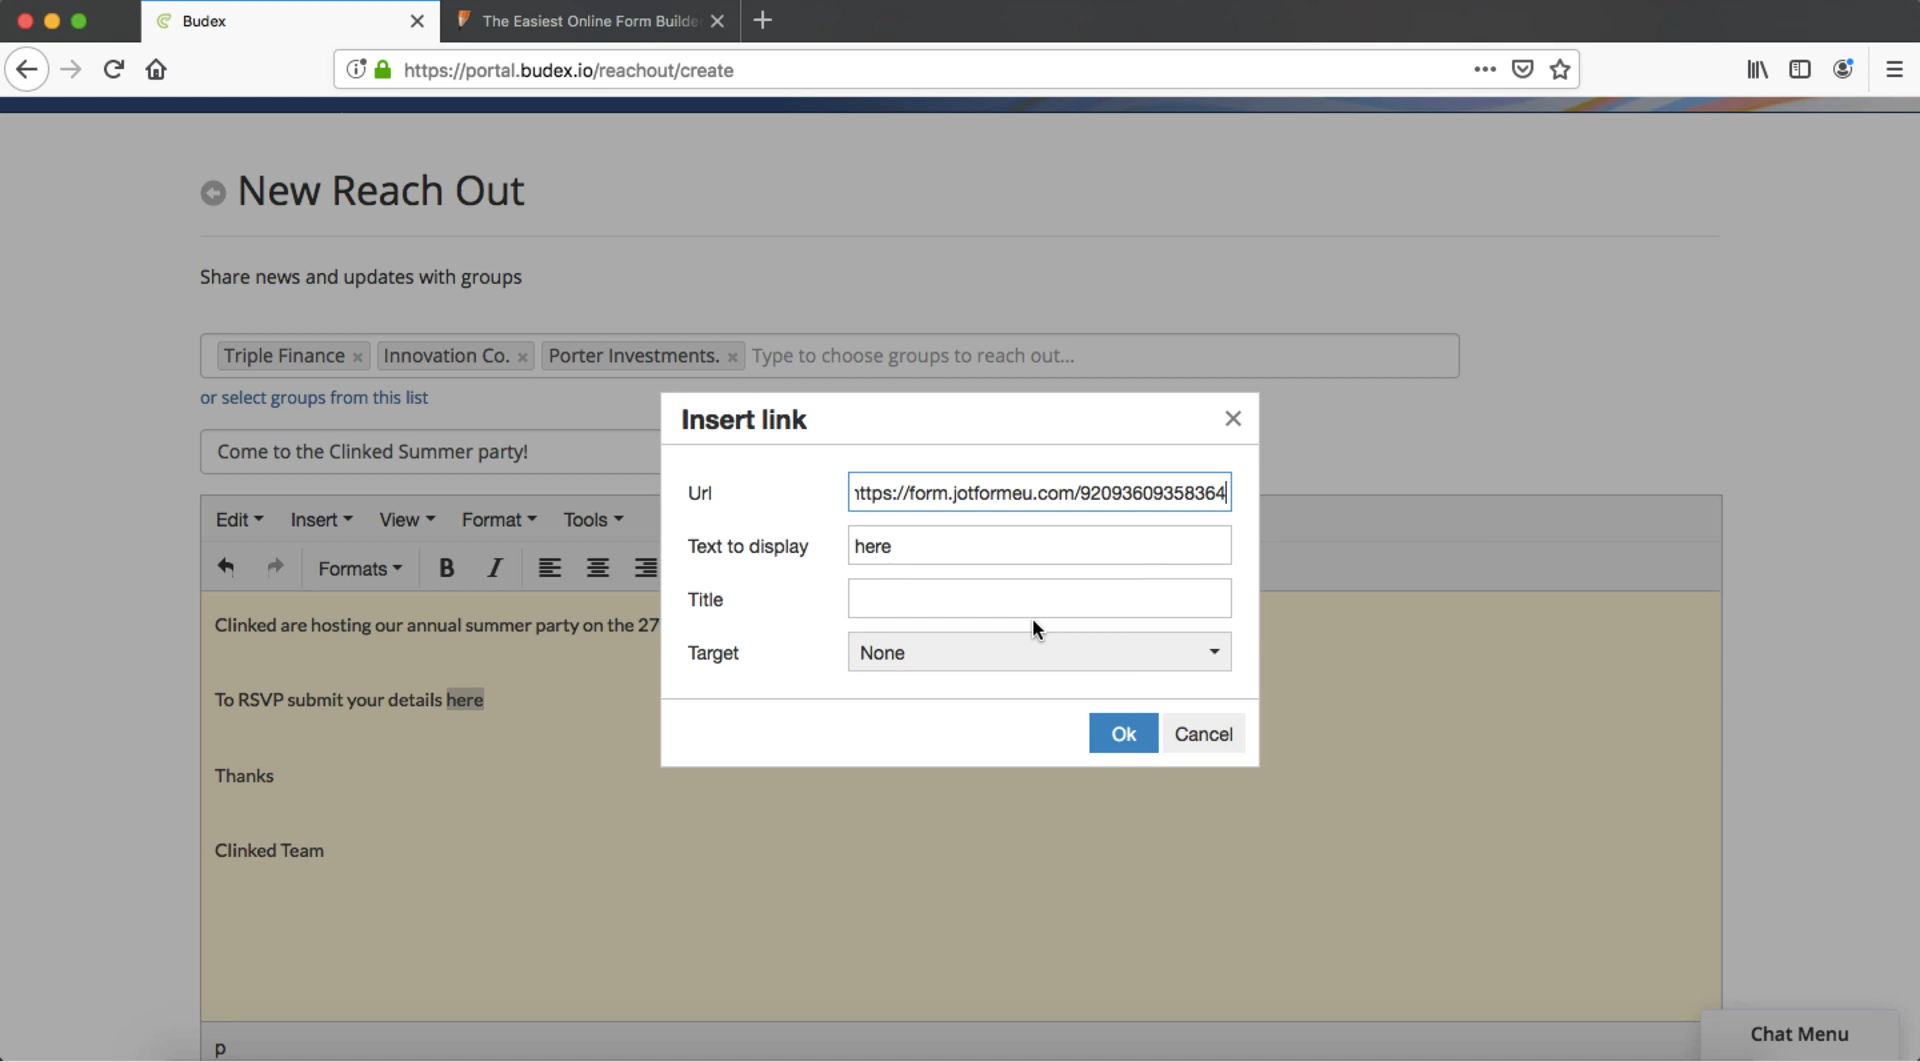 Budex
The Easiest Online Form Builde
https://portal.budex.io/reachout/create
New Reach Out
Share news and updates with groups
Triple Finance × Innovation Co. × Porter Investments. × Type to choose groups to reach out...
or select groups from this list
Come to the Clinked Summer party!
Insert link
Url ttps://form.jotformeu.com/92093609358364
Text to display here
Title
Target None
Ok Cancel
Edit Insert View Format Tools
Formats B I
Clinked are hosting our annual summer party on the 27
To RSVP submit your details here
Thanks
Clinked Team
p
Chat Menu